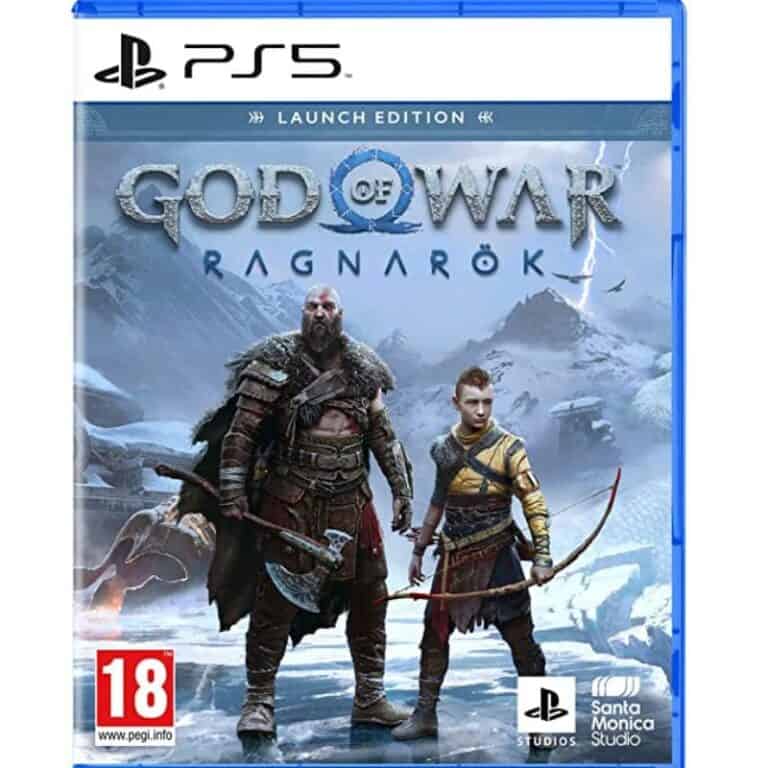 PS5
LAUNCH EDITION
GOD OF WAR
RAGNARÖK
18
www.pegi.info
STUDIOS
Santa
Monica
Studio